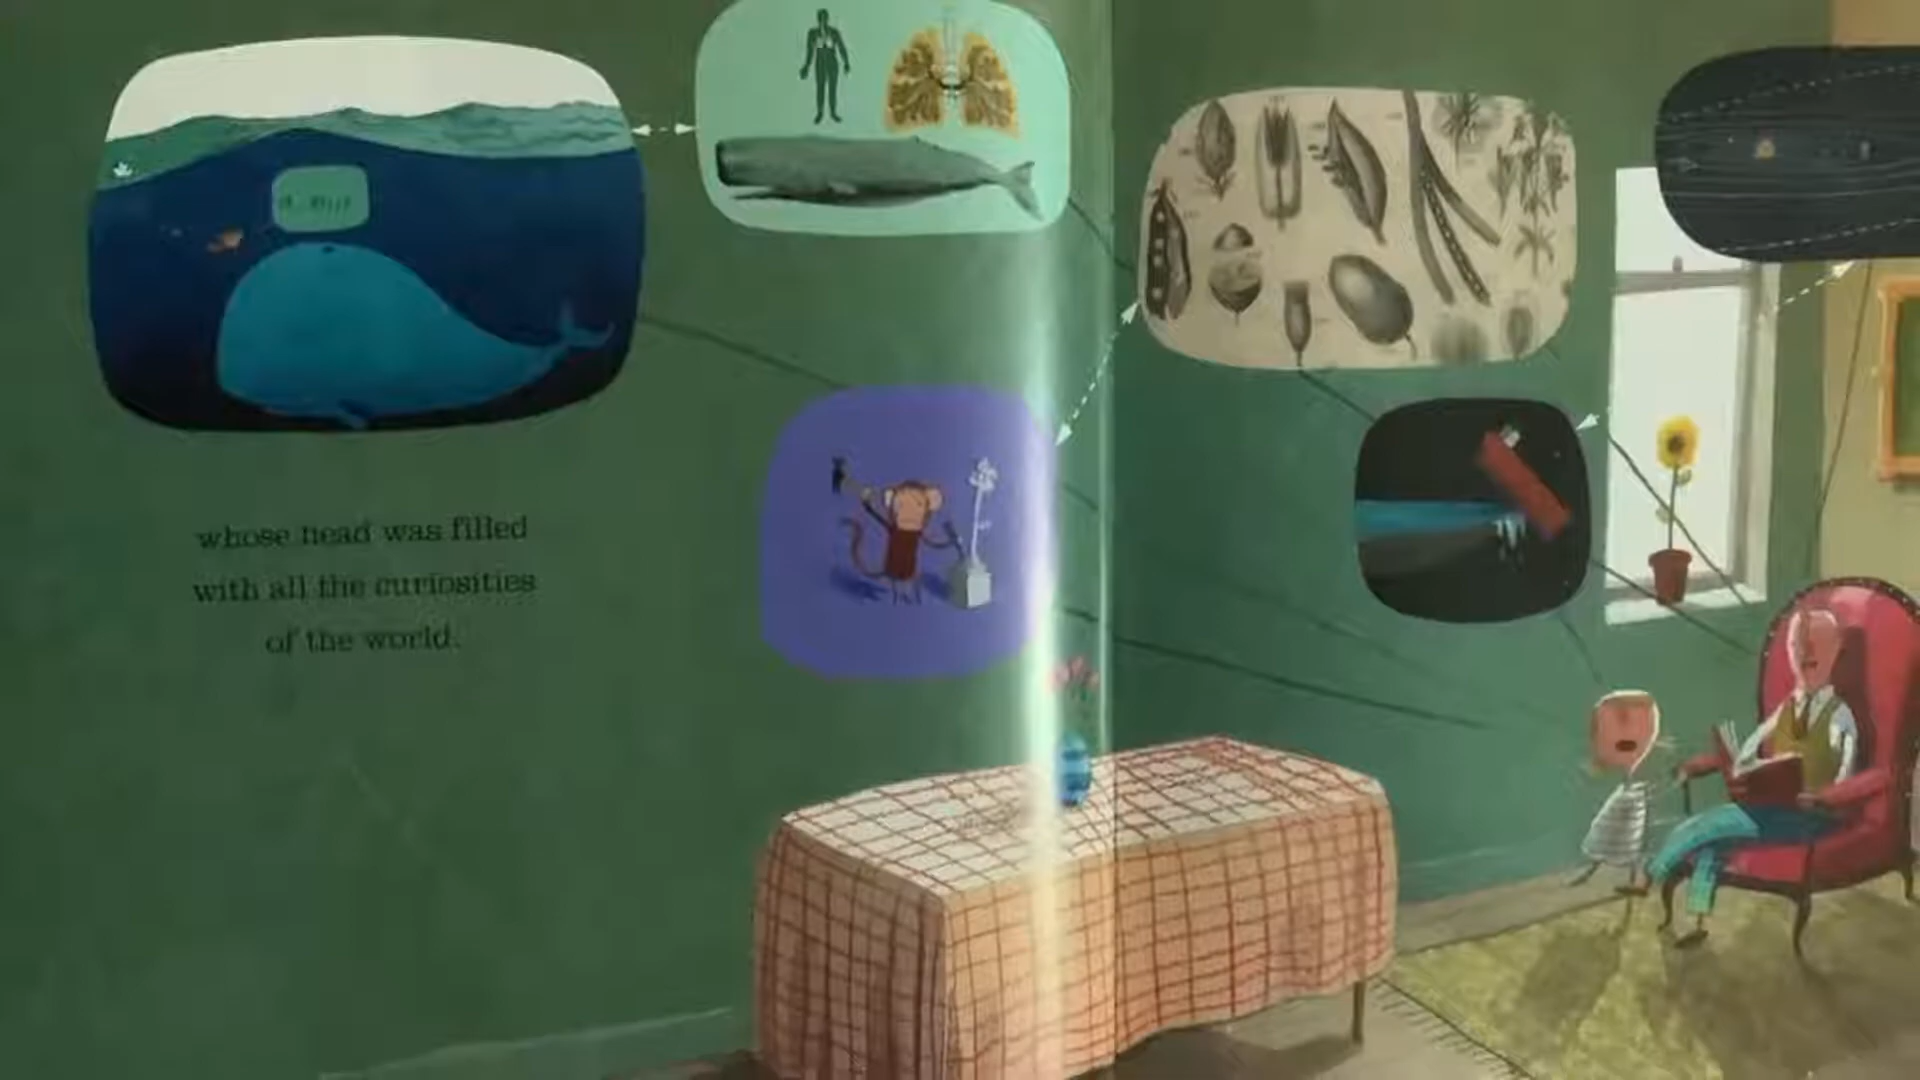 whose head was filled
with all the curiosities
of the world.